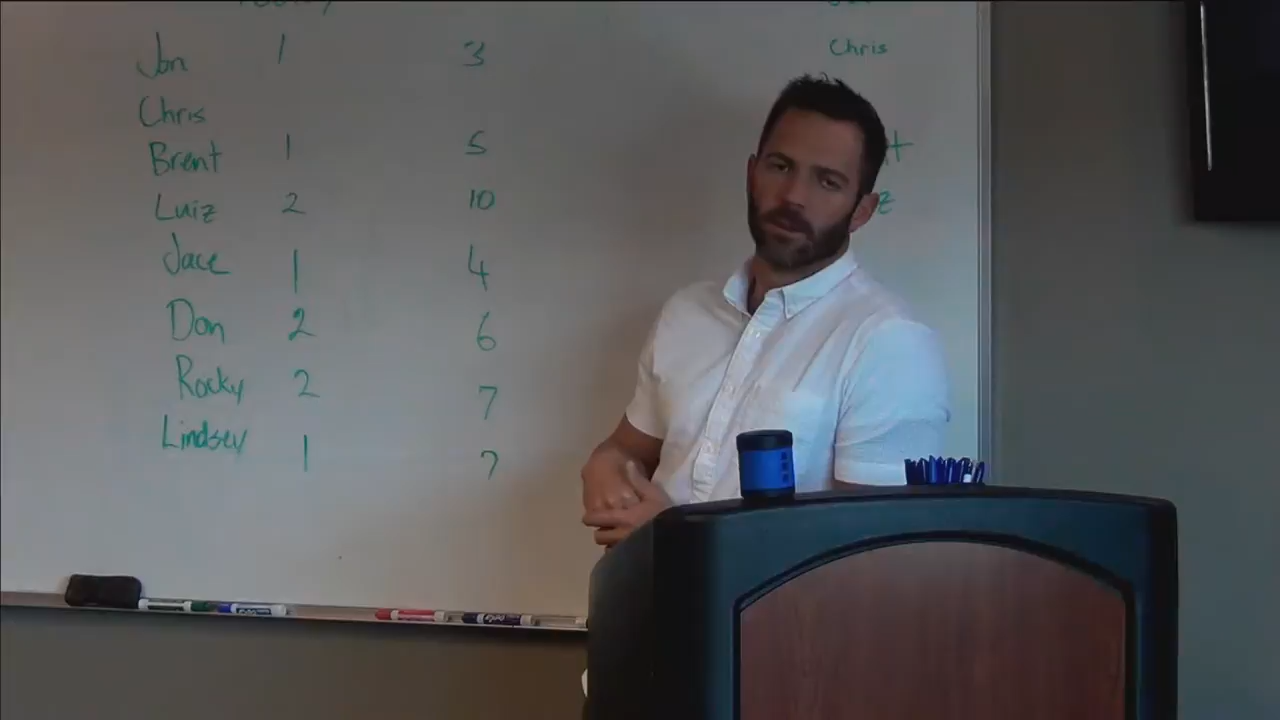 Jon 1 3
Chris
Chris
Brent 1 5
Luiz 2 10
z
Jace 1 4
Don 2 6
Rocky 2 7
Lindsey 1 7